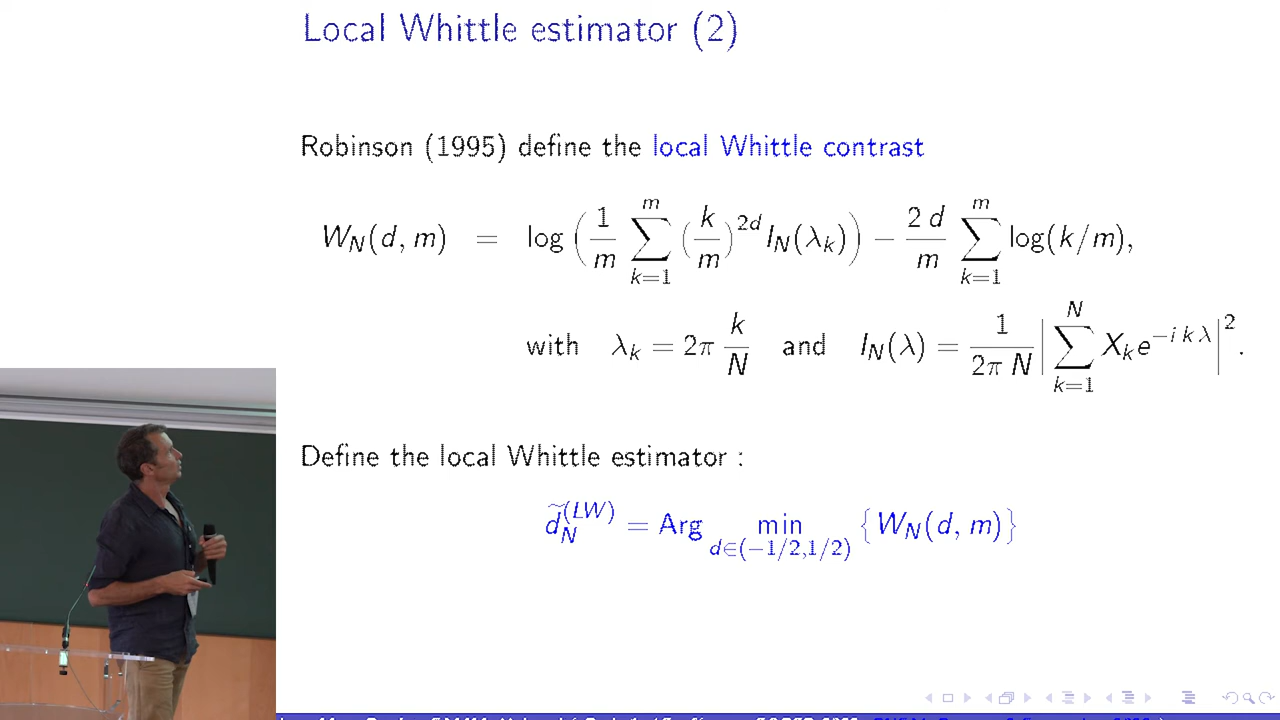 Local Whittle estimator (2)
Robinson (1995) define the local Whittle contrast
W_N(d, m) = log ( 1/m ∑_{k=1}^{m} (k/m)^{2d} I_N(λ_k) ) − 2 d/m ∑_{k=1}^{m} log(k/m),
with λ_k = 2π k/N and I_N(λ) = 1/(2π N) | ∑_{k=1}^{N} X_k e^{−i k λ} |^2 .
Define the local Whittle estimator :
d̃_N^{(LW)} = Arg min_{d∈(−1/2,1/2)} { W_N(d, m) }